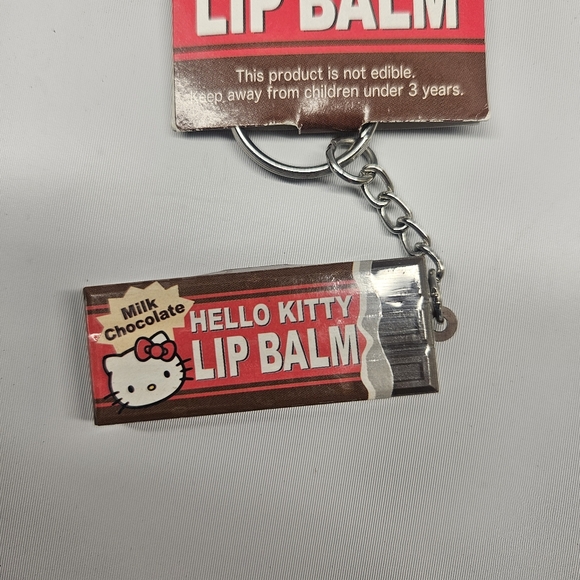 LIP BALM
This product is not edible.
Keep away from children under 3 years.
Milk
Chocolate
HELLO KITTY
LIP BALM